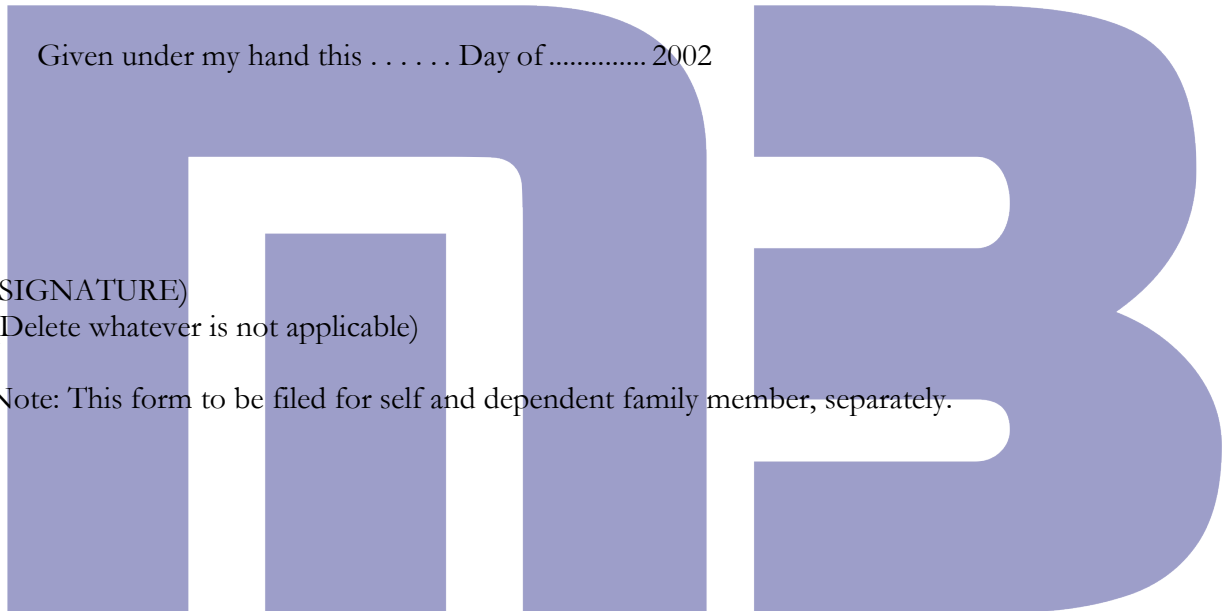 Given under my hand this . . . . . . Day of .............. 2002
SIGNATURE)
Delete whatever is not applicable)
Note: This form to be filed for self and dependent family member, separately.